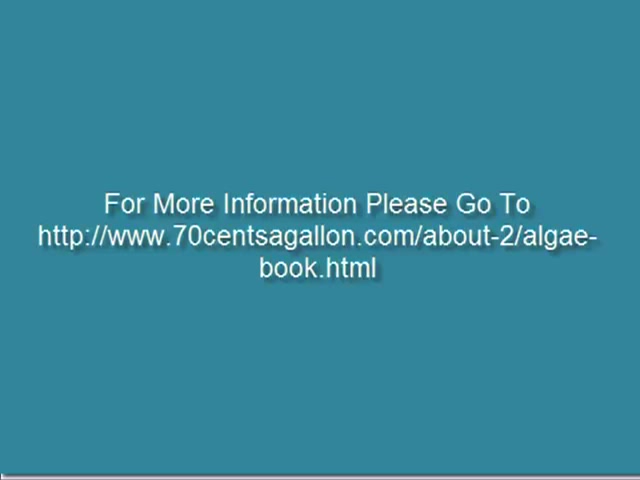 For More Information Please Go To
http://www.70centsagallon.com/about-2/algae-
book.html